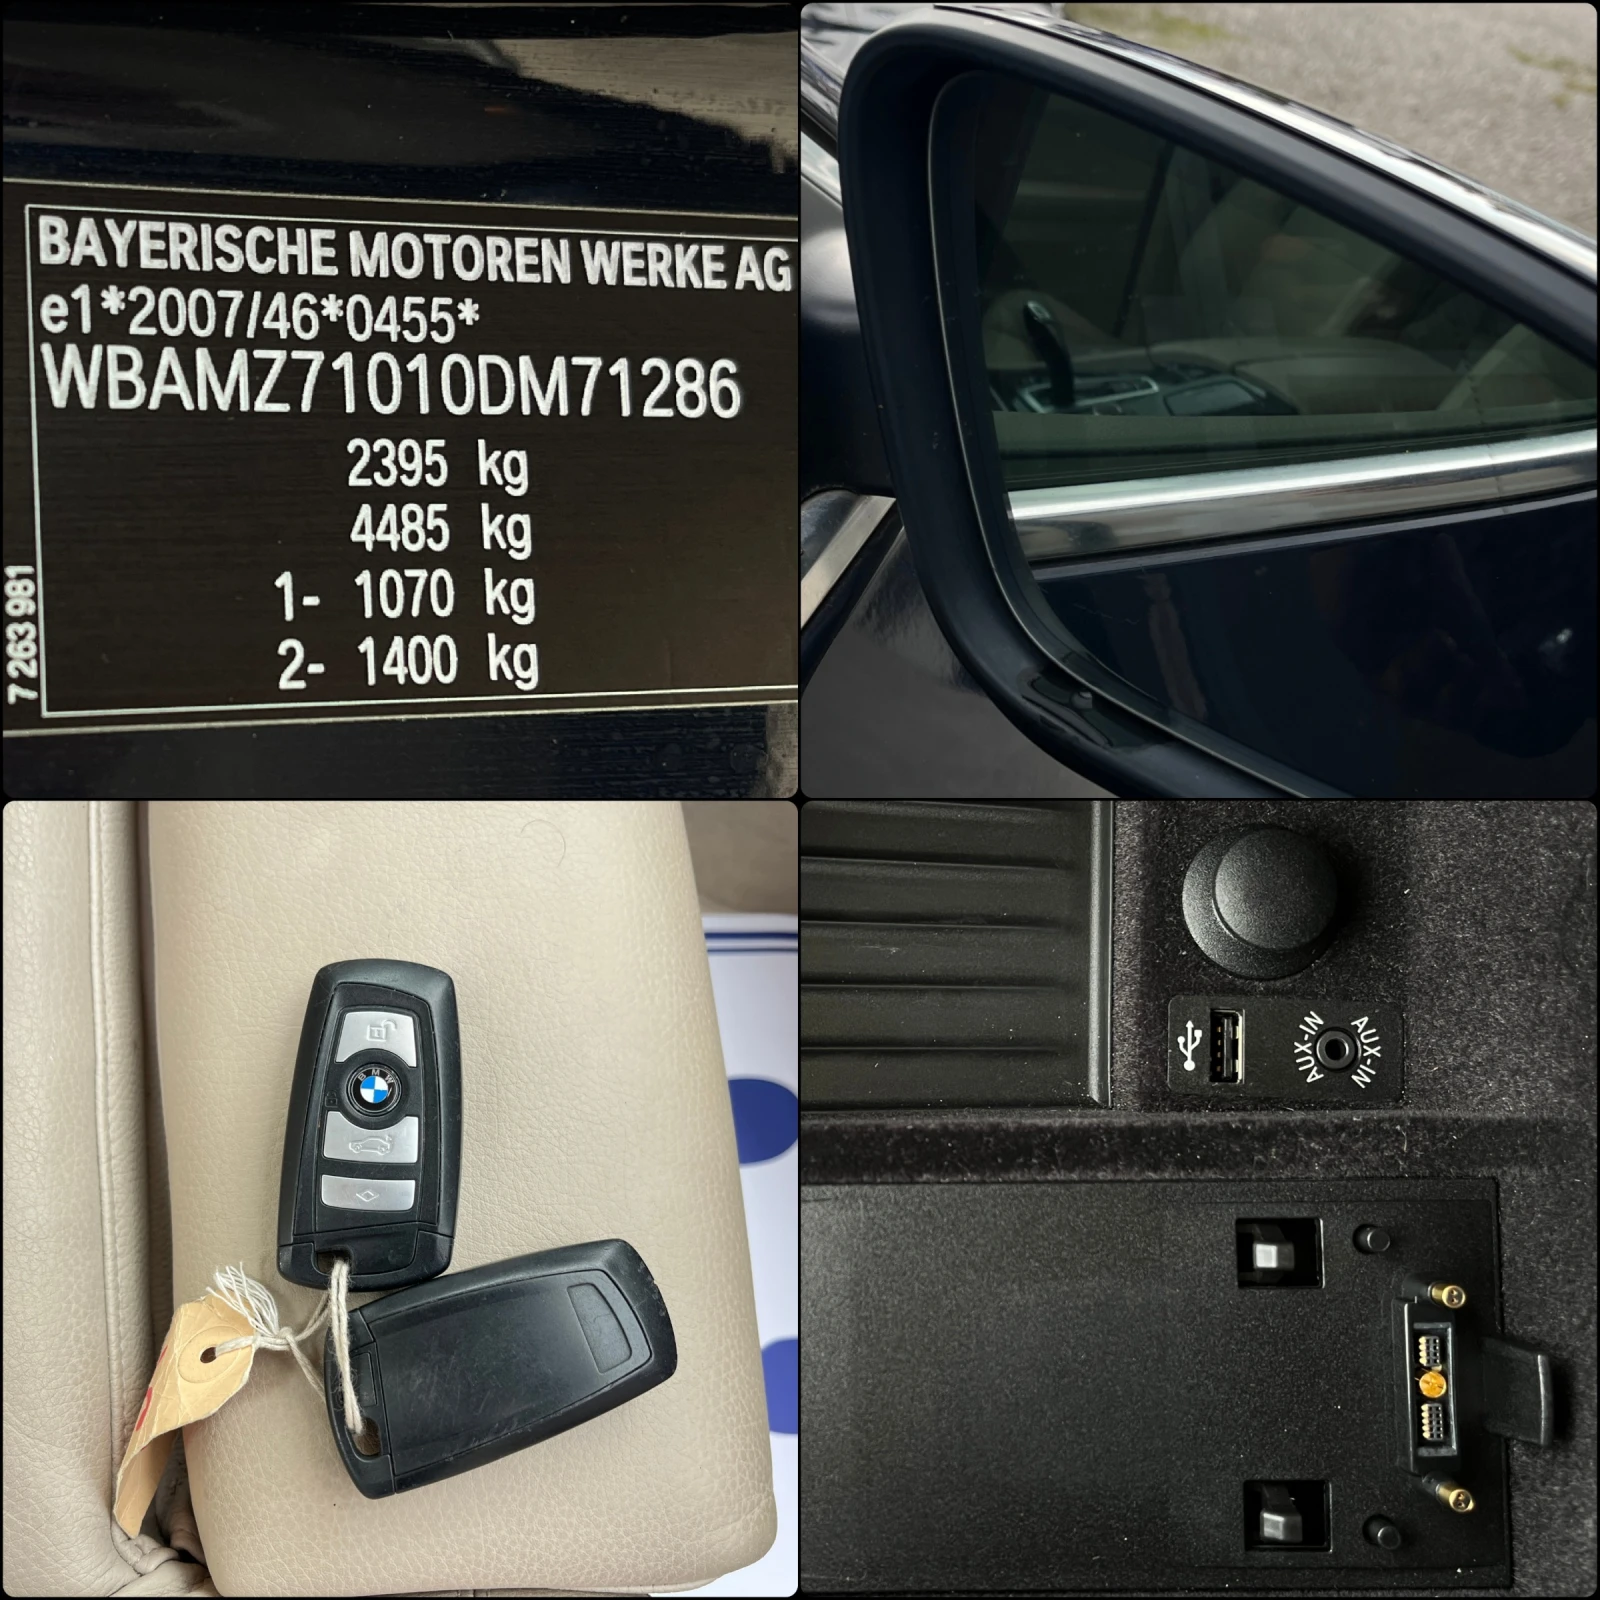 BAYERISCHE MOTOREN WERKE AG
e1*2007/46*0455*
WBAMZ71010DM71286
2395 kg
4485 kg
1- 1070 kg
2- 1400 kg
7 263 981
BMW
AUX-IN
AUX-IN